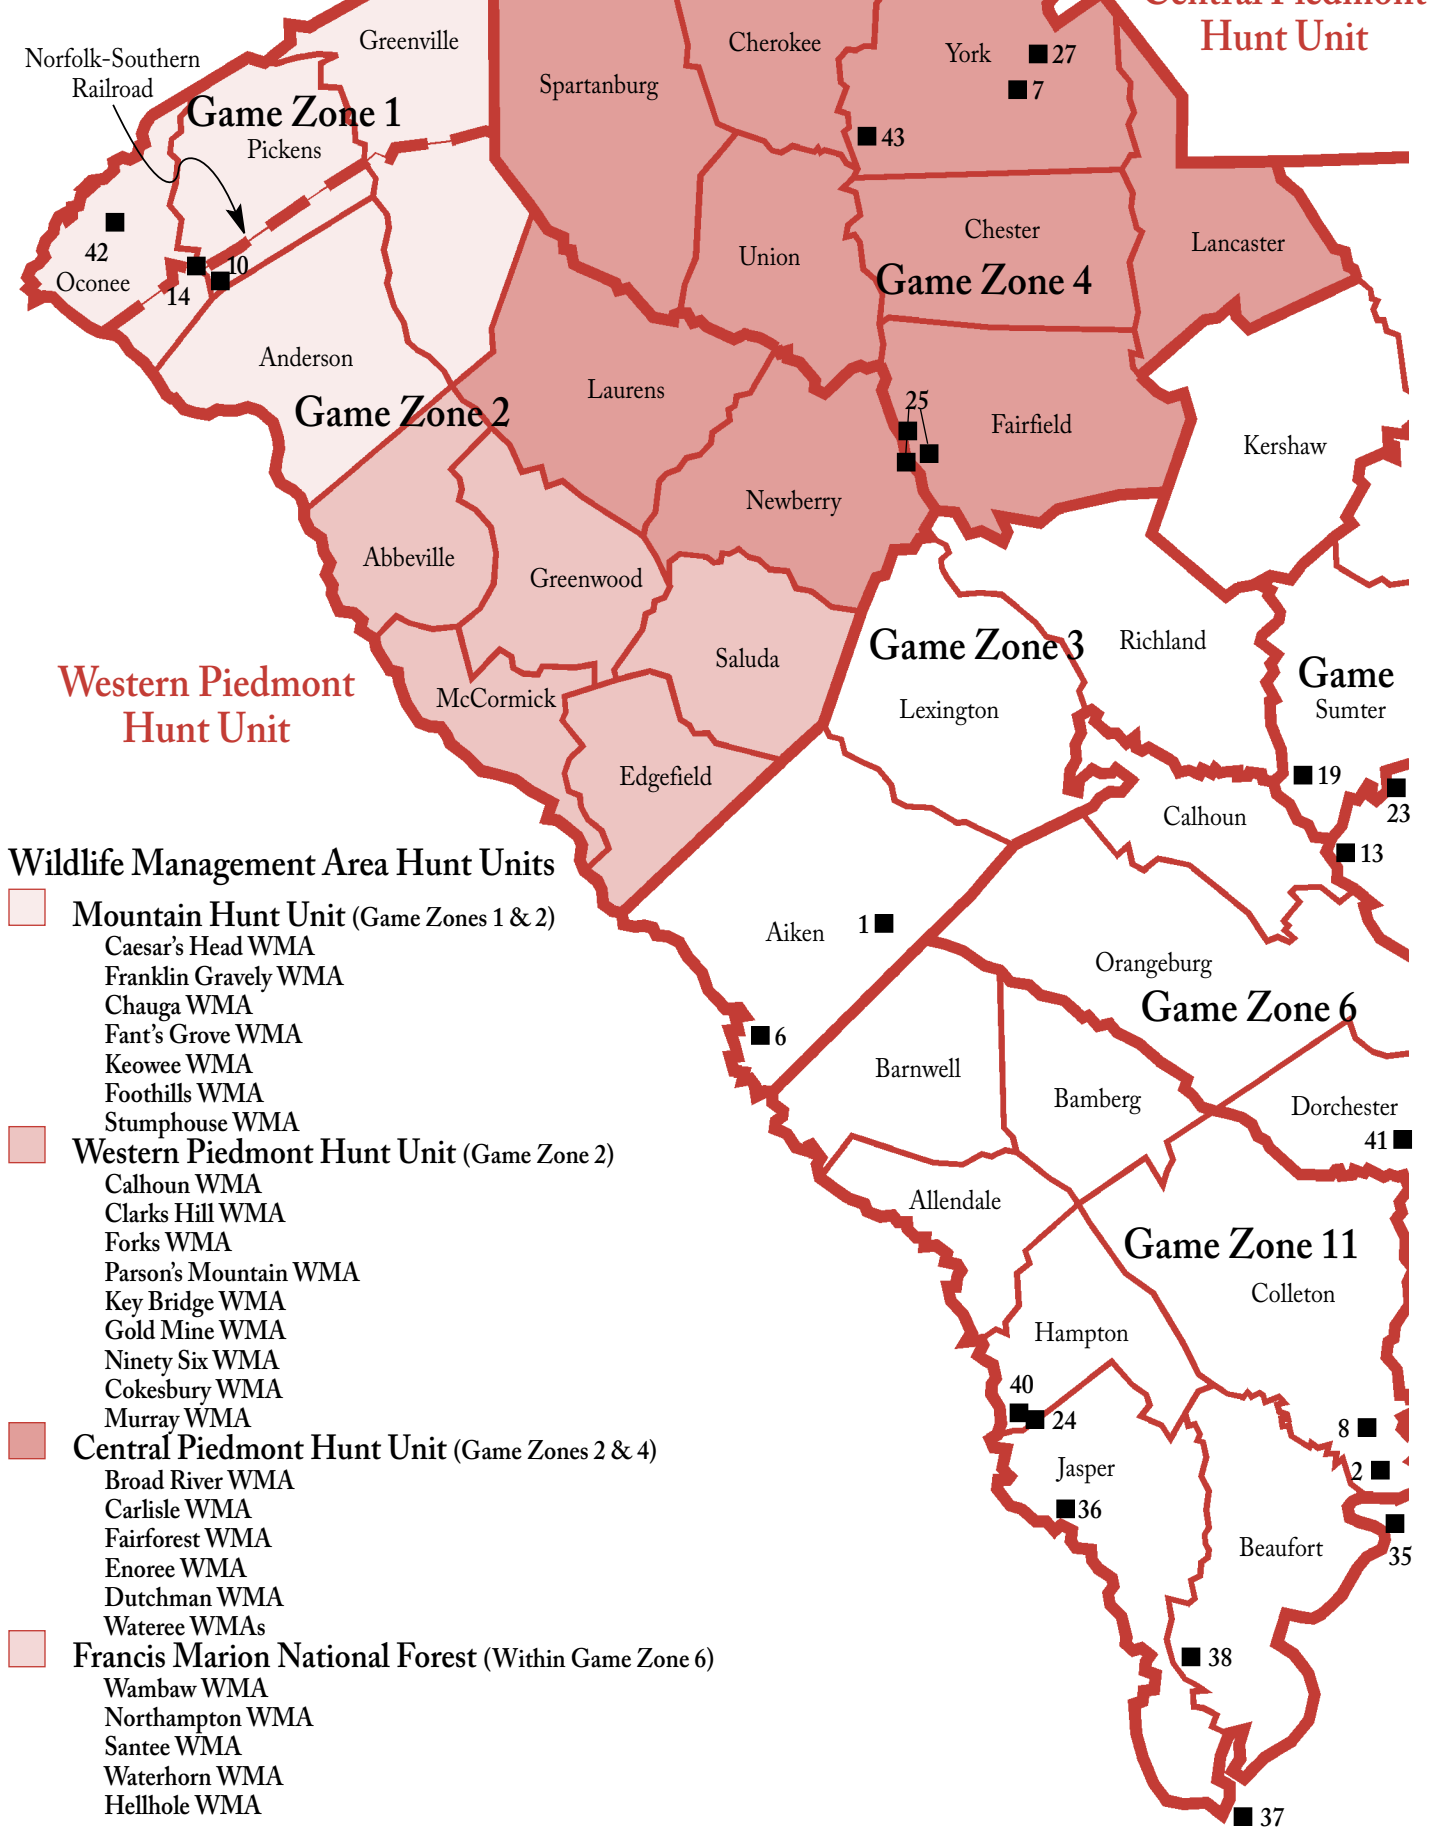 Central Piedmont
Hunt Unit
Greenville
Cherokee
York
27
Norfolk-Southern
Railroad
Spartanburg
7
Game Zone 1
Pickens
43
42
Oconee
10
14
Union
Chester
Lancaster
Game Zone 4
Anderson
Game Zone 2
Laurens
25
Fairfield
Kershaw
Newberry
Abbeville
Greenwood
Game Zone 3
Richland
Saluda
Game
Sumter
Western Piedmont
Hunt Unit
McCormick
Lexington
Edgefield
19
Calhoun
23
13
Aiken
1
Orangeburg
Game Zone 6
6
Barnwell
Bamberg
Dorchester
41
Allendale
Game Zone 11
Colleton
Hampton
40
24
8
Jasper
2
36
Beaufort
35
38
37
Wildlife Management Area Hunt Units
Mountain Hunt Unit (Game Zones 1 & 2)
Caesar's Head WMA
Franklin Gravely WMA
Chauga WMA
Fant's Grove WMA
Keowee WMA
Foothills WMA
Stumphouse WMA
Western Piedmont Hunt Unit (Game Zone 2)
Calhoun WMA
Clarks Hill WMA
Forks WMA
Parson's Mountain WMA
Key Bridge WMA
Gold Mine WMA
Ninety Six WMA
Cokesbury WMA
Murray WMA
Central Piedmont Hunt Unit (Game Zones 2 & 4)
Broad River WMA
Carlisle WMA
Fairforest WMA
Enoree WMA
Dutchman WMA
Wateree WMAs
Francis Marion National Forest (Within Game Zone 6)
Wambaw WMA
Northampton WMA
Santee WMA
Waterhorn WMA
Hellhole WMA